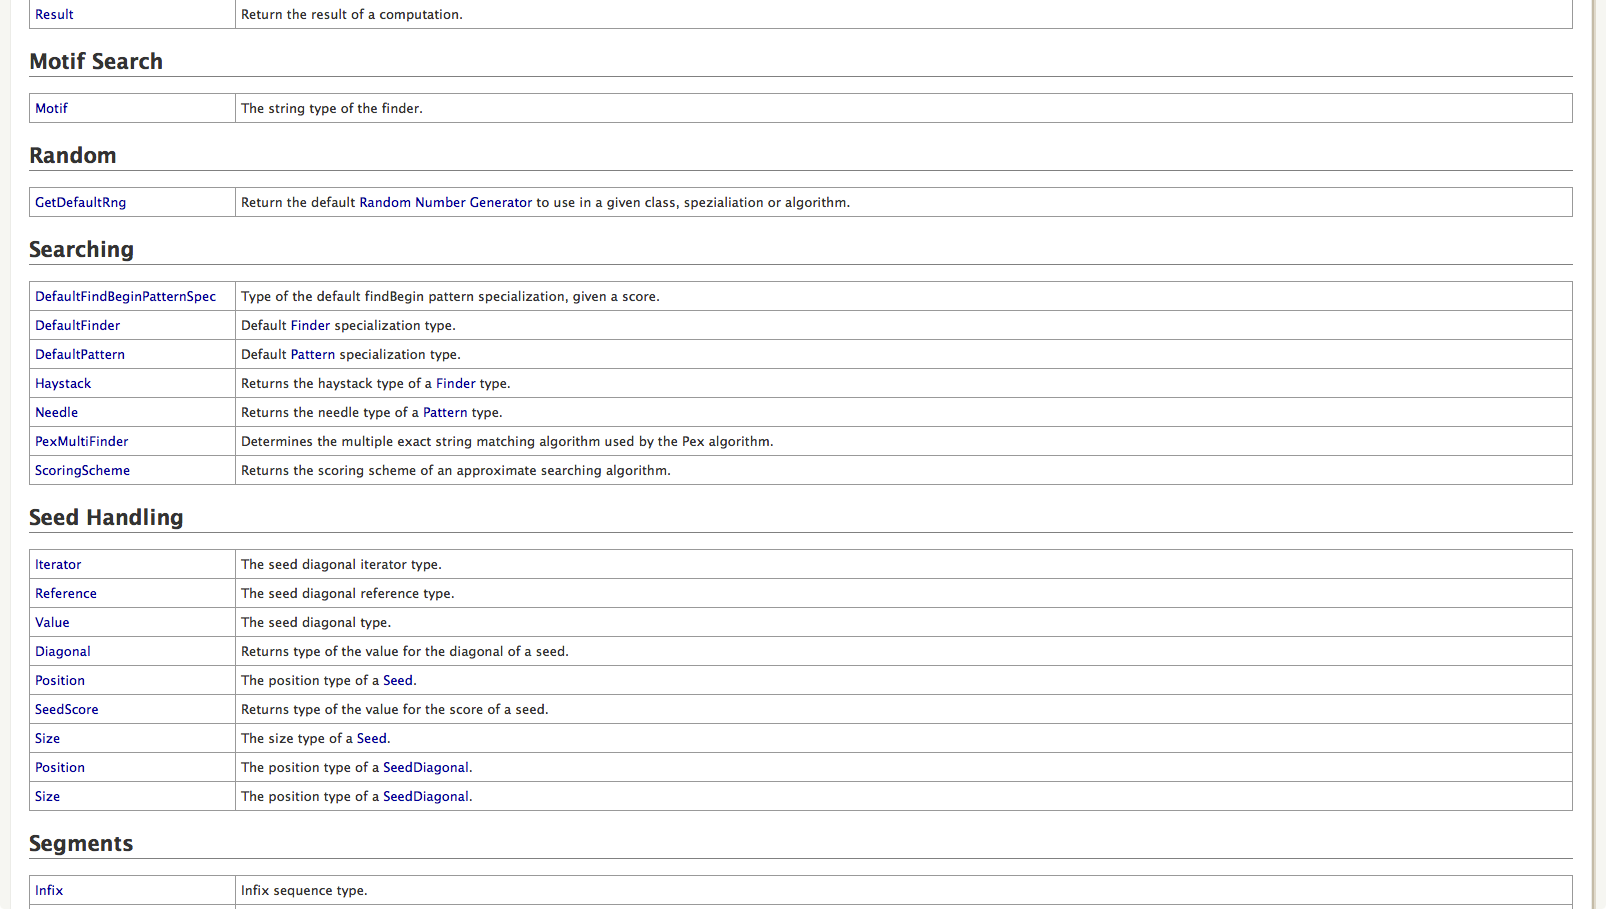 Result Return the result of a computation.
Motif Search
Motif The string type of the finder.
Random
GetDefaultRng Return the default Random Number Generator to use in a given class, spezialiation or algorithm.
Searching
DefaultFindBeginPatternSpec Type of the default findBegin pattern specialization, given a score.
DefaultFinder Default Finder specialization type.
DefaultPattern Default Pattern specialization type.
Haystack Returns the haystack type of a Finder type.
Needle Returns the needle type of a Pattern type.
PexMultiFinder Determines the multiple exact string matching algorithm used by the Pex algorithm.
ScoringScheme Returns the scoring scheme of an approximate searching algorithm.
Seed Handling
Iterator The seed diagonal iterator type.
Reference The seed diagonal reference type.
Value The seed diagonal type.
Diagonal Returns type of the value for the diagonal of a seed.
Position The position type of a Seed.
SeedScore Returns type of the value for the score of a seed.
Size The size type of a Seed.
Position The position type of a SeedDiagonal.
Size The position type of a SeedDiagonal.
Segments
Infix Infix sequence type.